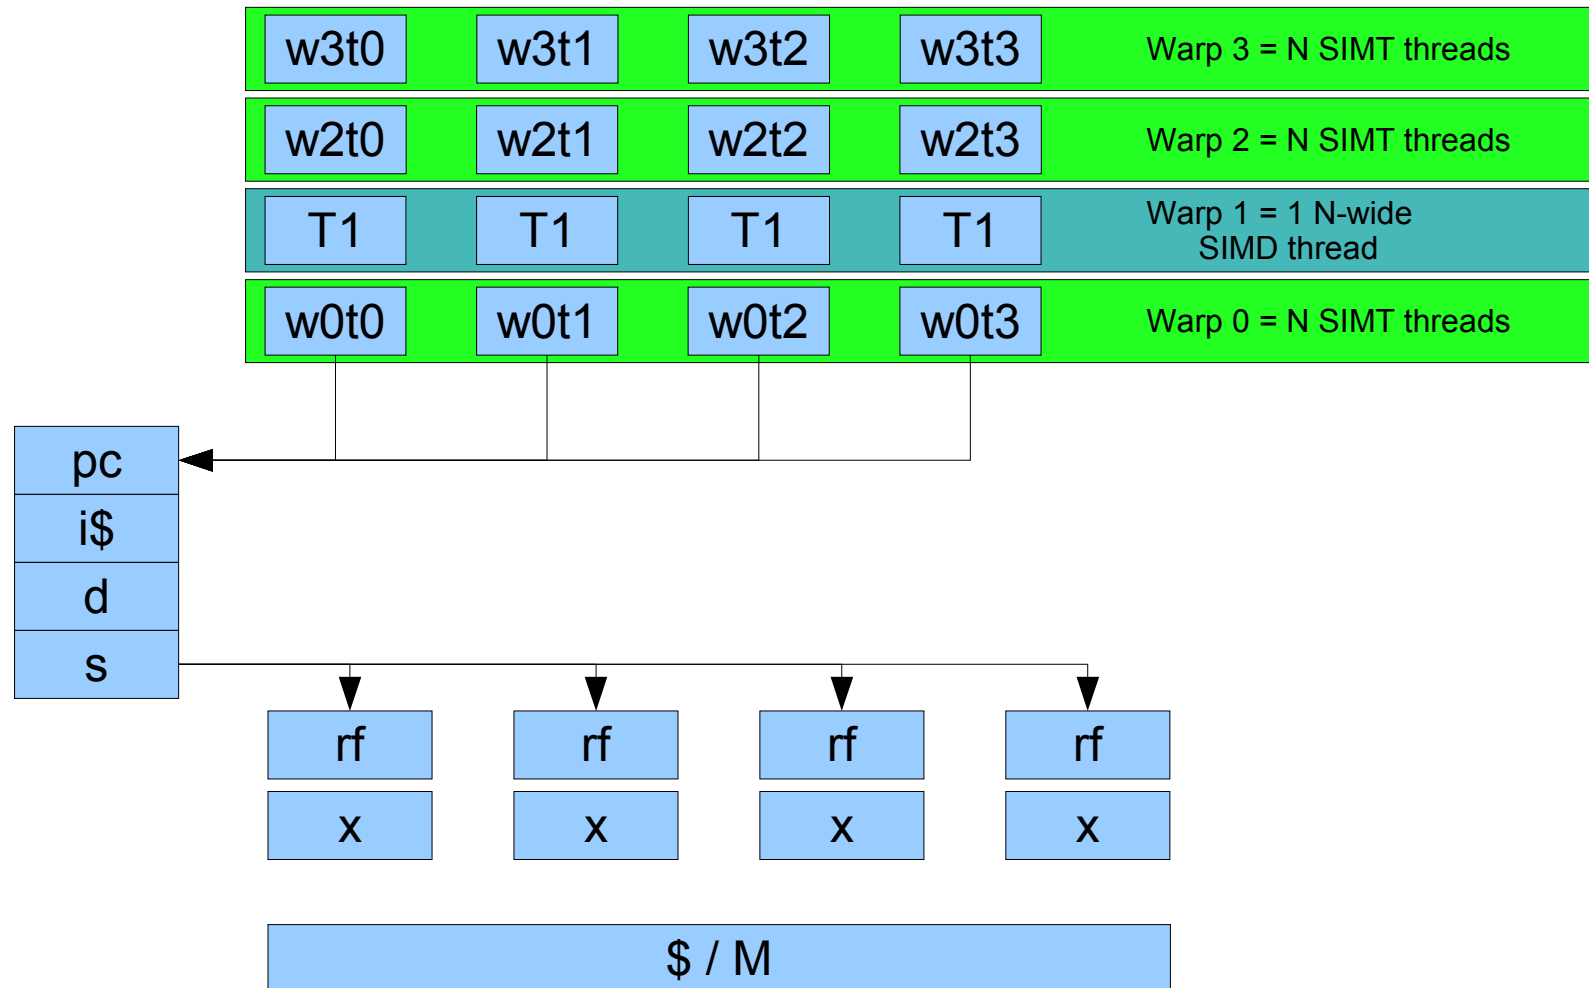 w3t0 w3t1 w3t2 w3t3 Warp 3 = N SIMT threads
w2t0 w2t1 w2t2 w2t3 Warp 2 = N SIMT threads
T1 T1 T1 T1 Warp 1 = 1 N-wide
SIMD thread
w0t0 w0t1 w0t2 w0t3 Warp 0 = N SIMT threads
pc
i$
d
s
rf rf rf rf
x x x x
$ / M